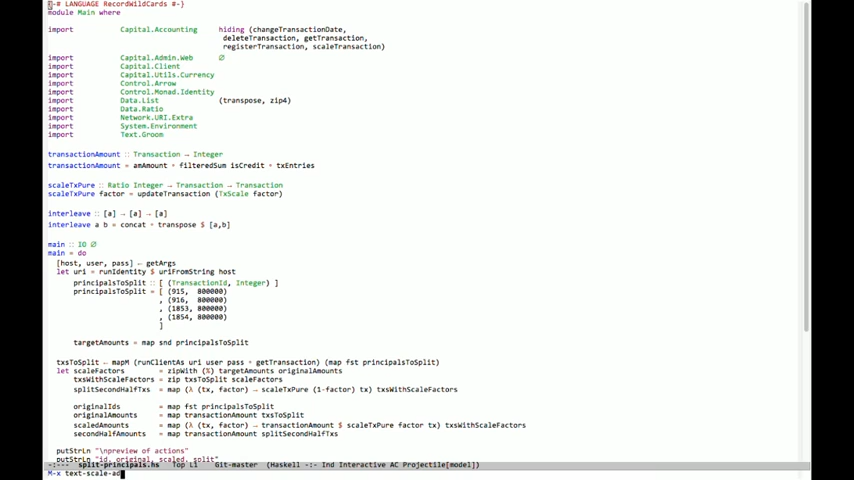 {-# LANGUAGE RecordWildCards #-}
module Main where
import Capital.Accounting hiding (changeTransactionDate,
deleteTransaction, getTransaction,
registerTransaction, scaleTransaction)
import Capital.Admin.Web ∅
import Capital.Client
import Capital.Utils.Currency
import Control.Arrow
import Control.Monad.Identity
import Data.List (transpose, zip4)
import Data.Ratio
import Network.URI.Extra
import System.Environment
import Text.Groom
transactionAmount :: Transaction → Integer
transactionAmount = amAmount ∘ filteredSum isCredit ∘ txEntries
scaleTxPure :: Ratio Integer → Transaction → Transaction
scaleTxPure factor = updateTransaction (TxScale factor)
interleave :: [a] → [a] → [a]
interleave a b = concat ∘ transpose $ [a,b]
main :: IO ∅
main = do
[host, user, pass] ← getArgs
let uri = runIdentity $ uriFromString host
principalsToSplit :: [ (TransactionId, Integer) ]
principalsToSplit = [ (915, 800000)
, (916, 800000)
, (1853, 800000)
, (1854, 800000)
]
targetAmounts = map snd principalsToSplit
txsToSplit ← mapM (runClientAs uri user pass ∘ getTransaction) (map fst principalsToSplit)
let scaleFactors = zipWith (%) targetAmounts originalAmounts
txsWithScaleFactors = zip txsToSplit scaleFactors
splitSecondHalfTxs = map (λ (tx, factor) → scaleTxPure (1-factor) tx) txsWithScaleFactors
originalIds = map fst principalsToSplit
originalAmounts = map transactionAmount txsToSplit
scaledAmounts = map (λ (tx, factor) → transactionAmount $ scaleTxPure factor tx) txsWithScaleFactors
secondHalfAmounts = map transactionAmount splitSecondHalfTxs
putStrLn "\npreview of actions"
putStrLn "id, original, scaled, split"
-:--- split-principals.hs Top L1 Git-master (Haskell -:- Ind Interactive AC Projectile[model])
M-x text-scale-ad